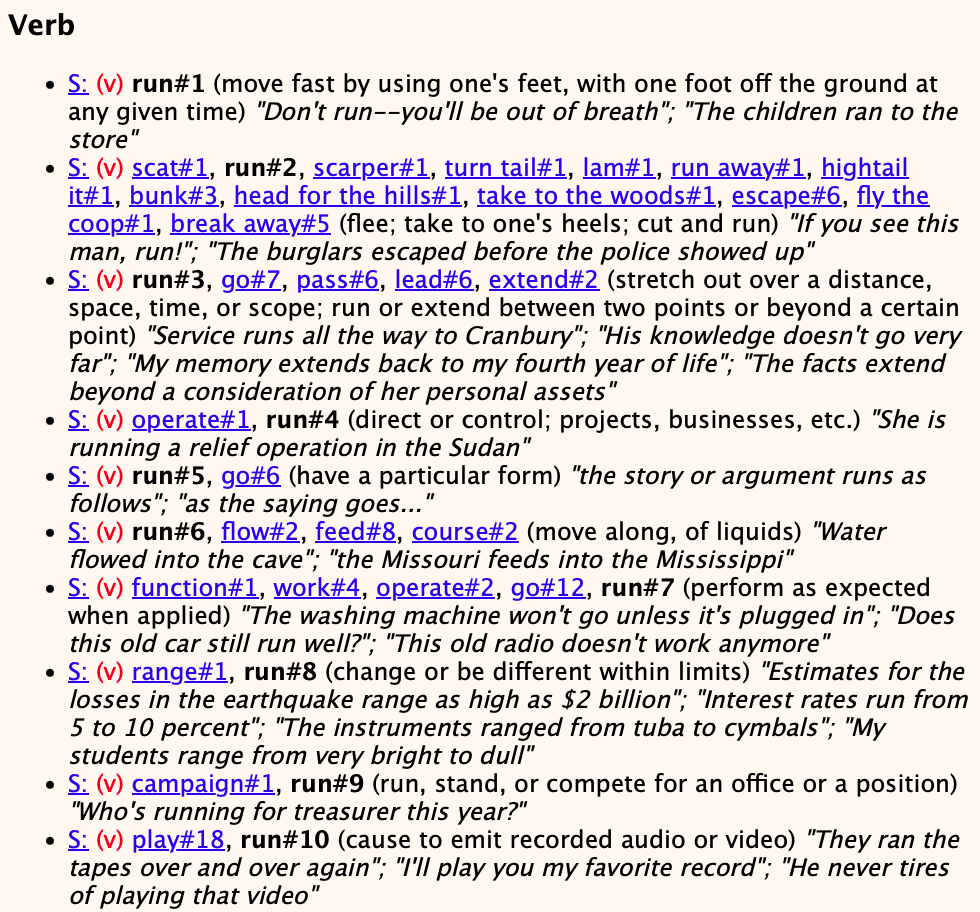 Verb
• S: (v) run#1 (move fast by using one's feet, with one foot off the ground at
any given time) "Don't run--you'll be out of breath"; "The children ran to the
store"
• S: (v) scat#1, run#2, scarper#1, turn tail#1, lam#1, run away#1, hightail
it#1, bunk#3, head for the hills#1, take to the woods#1, escape#6, fly the
coop#1, break away#5 (flee; take to one's heels; cut and run) "If you see this
man, run!"; "The burglars escaped before the police showed up"
• S: (v) run#3, go#7, pass#6, lead#6, extend#2 (stretch out over a distance,
space, time, or scope; run or extend between two points or beyond a certain
point) "Service runs all the way to Cranbury"; "His knowledge doesn't go very
far"; "My memory extends back to my fourth year of life"; "The facts extend
beyond a consideration of her personal assets"
• S: (v) operate#1, run#4 (direct or control; projects, businesses, etc.) "She is
running a relief operation in the Sudan"
• S: (v) run#5, go#6 (have a particular form) "the story or argument runs as
follows"; "as the saying goes..."
• S: (v) run#6, flow#2, feed#8, course#2 (move along, of liquids) "Water
flowed into the cave"; "the Missouri feeds into the Mississippi"
• S: (v) function#1, work#4, operate#2, go#12, run#7 (perform as expected
when applied) "The washing machine won't go unless it's plugged in"; "Does
this old car still run well?"; "This old radio doesn't work anymore"
• S: (v) range#1, run#8 (change or be different within limits) "Estimates for the
losses in the earthquake range as high as $2 billion"; "Interest rates run from
5 to 10 percent"; "The instruments ranged from tuba to cymbals"; "My
students range from very bright to dull"
• S: (v) campaign#1, run#9 (run, stand, or compete for an office or a position)
"Who's running for treasurer this year?"
• S: (v) play#18, run#10 (cause to emit recorded audio or video) "They ran the
tapes over and over again"; "I'll play you my favorite record"; "He never tires
of playing that video"